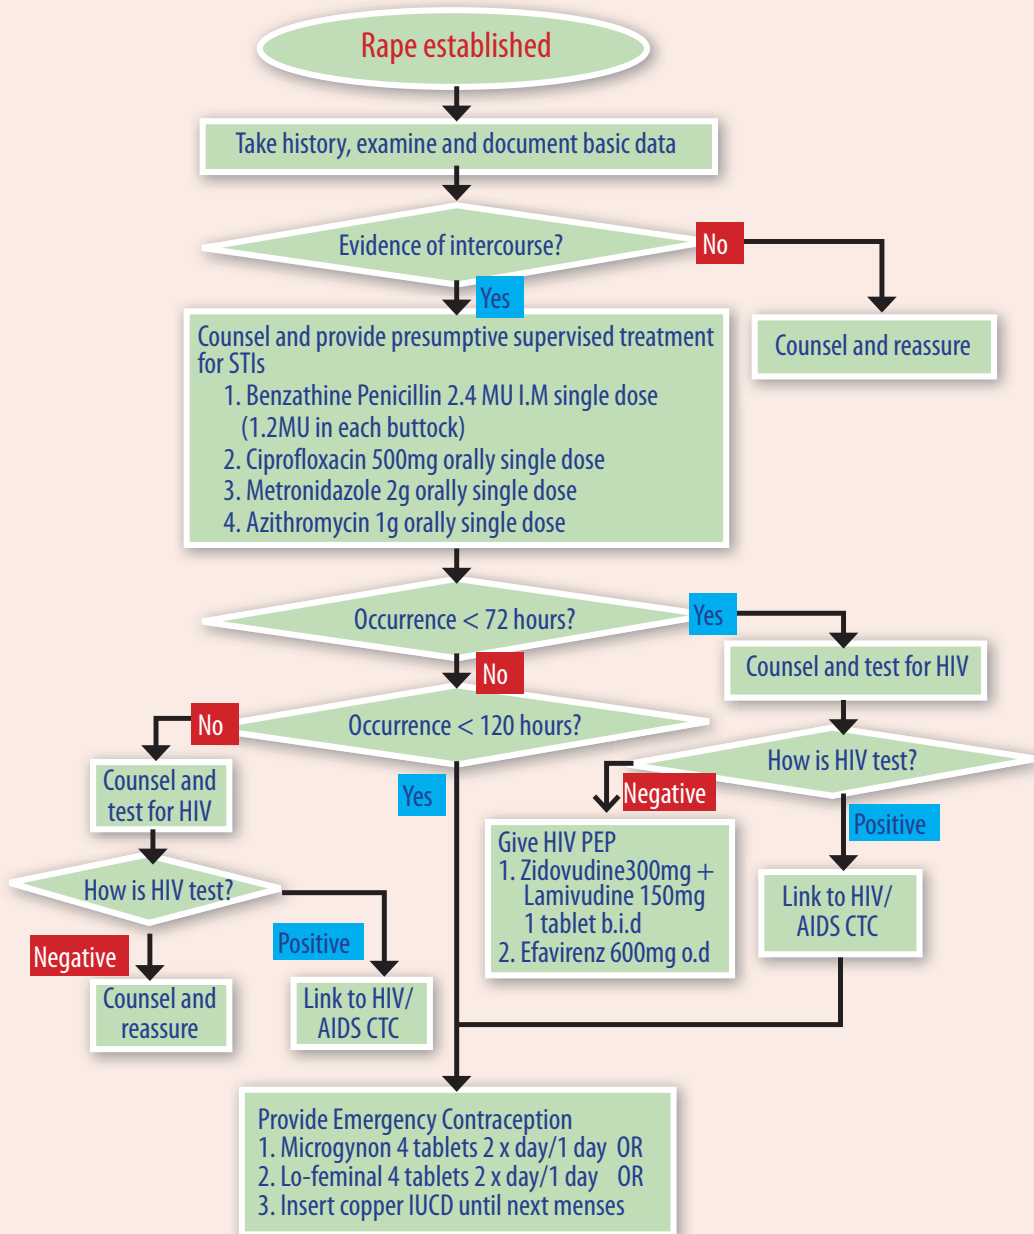 Rape established
Take history, examine and document basic data
Evidence of intercourse?
No
Yes
Counsel and reassure
Counsel and provide presumptive supervised treatment
for STIs
1. Benzathine Penicillin 2.4 MU I.M single dose
(1.2MU in each buttock)
2. Ciprofloxacin 500mg orally single dose
3. Metronidazole 2g orally single dose
4. Azithromycin 1g orally single dose
Occurrence < 72 hours?
Yes
No
Counsel and test for HIV
Occurrence < 120 hours?
No
Yes
How is HIV test?
Negative
Positive
Counsel and
test for HIV
Give HIV PEP
1. Zidovudine300mg +
Lamivudine 150mg
1 tablet b.i.d
2. Efavirenz 600mg o.d
Link to HIV/
AIDS CTC
How is HIV test?
Negative
Positive
Counsel and
reassure
Link to HIV/
AIDS CTC
Provide Emergency Contraception
1. Microgynon 4 tablets 2 x day/1 day OR
2. Lo-feminal 4 tablets 2 x day/1 day OR
3. Insert copper IUCD until next menses